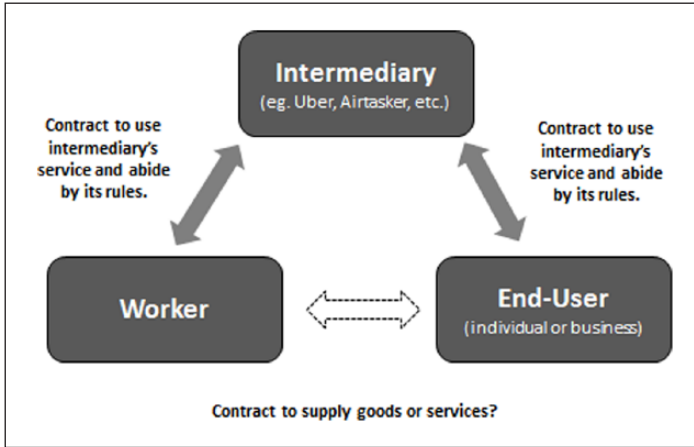 Intermediary
(eg. Uber, Airtasker, etc.)
Contract to use
intermediary's
service and abide
by its rules.
Contract to use
intermediary's
service and abide
by its rules.
Worker
End-User
(individual or business)
Contract to supply goods or services?